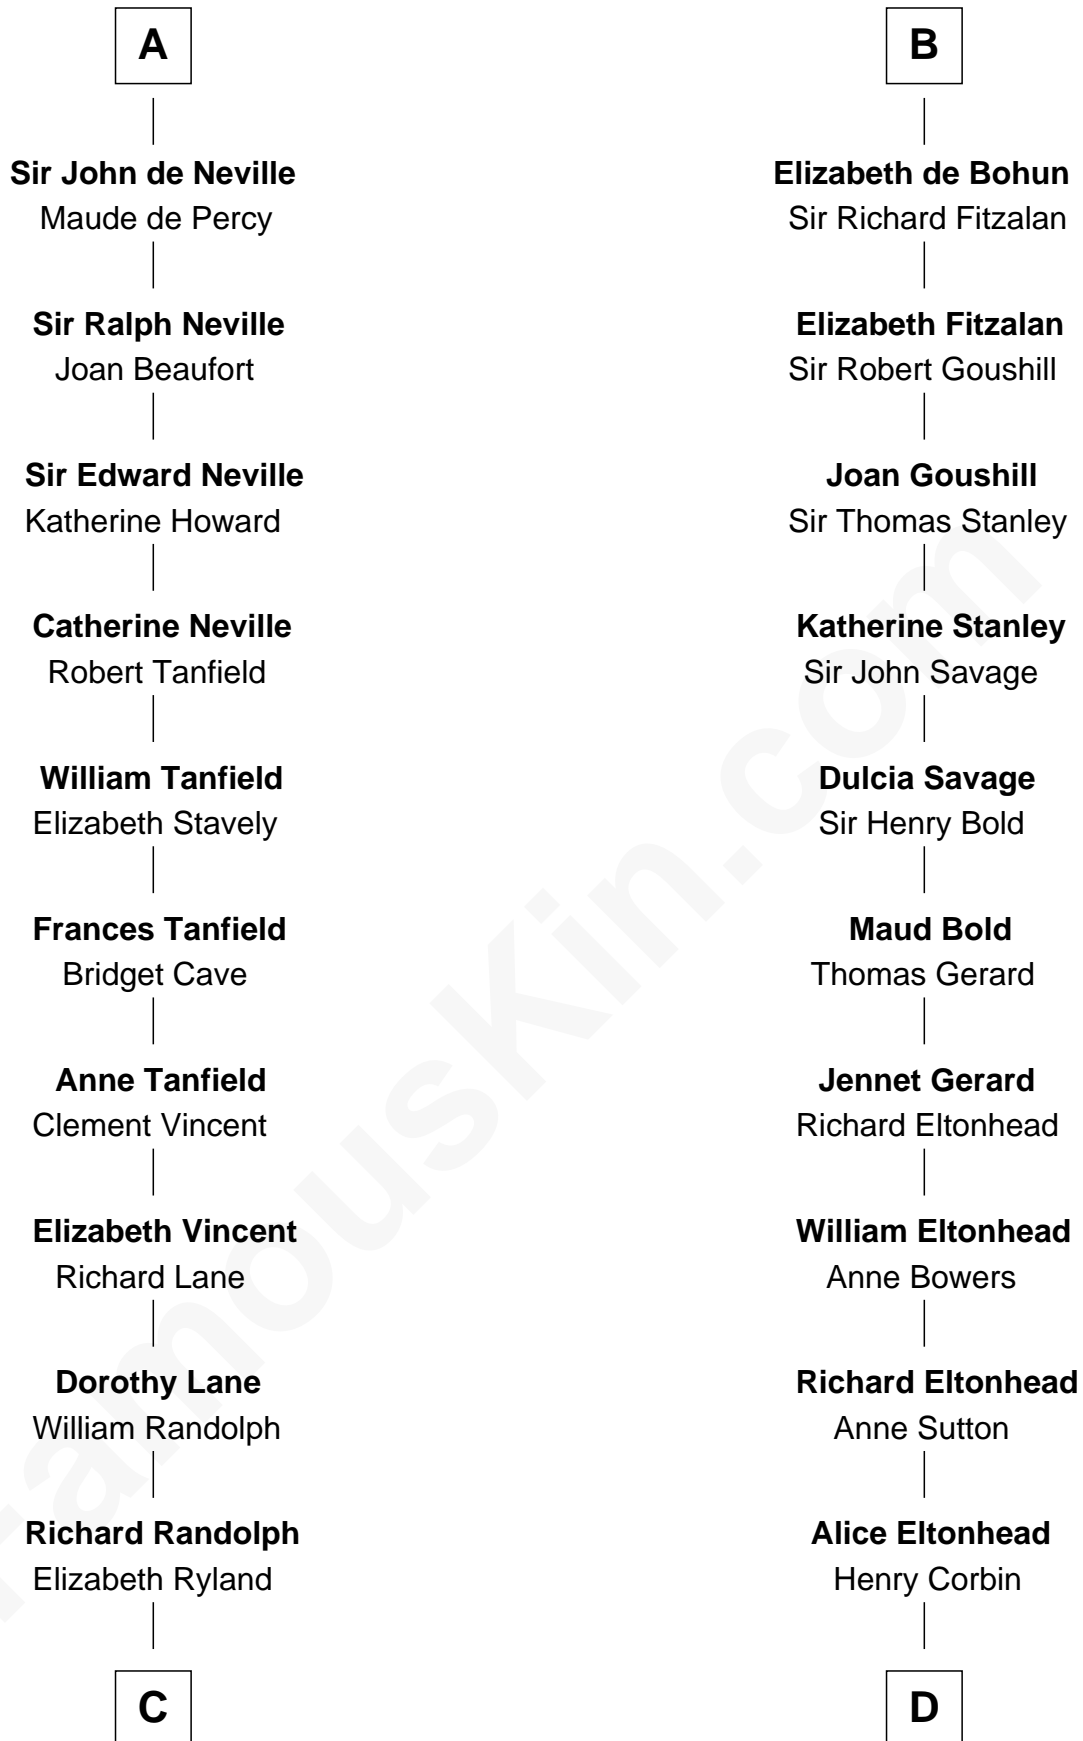 A
Sir John de Neville
Maude de Percy
Sir Ralph Neville
Joan Beaufort
Sir Edward Neville
Katherine Howard
Catherine Neville
Robert Tanfield
William Tanfield
Elizabeth Stavely
Frances Tanfield
Bridget Cave
Anne Tanfield
Clement Vincent
Elizabeth Vincent
Richard Lane
Dorothy Lane
William Randolph
Richard Randolph
Elizabeth Ryland
C
B
Elizabeth de Bohun
Sir Richard Fitzalan
Elizabeth Fitzalan
Sir Robert Goushill
Joan Goushill
Sir Thomas Stanley
Katherine Stanley
Sir John Savage
Dulcia Savage
Sir Henry Bold
Maud Bold
Thomas Gerard
Jennet Gerard
Richard Eltonhead
William Eltonhead
Anne Bowers
Richard Eltonhead
Anne Sutton
Alice Eltonhead
Henry Corbin
D
FamousKin.com